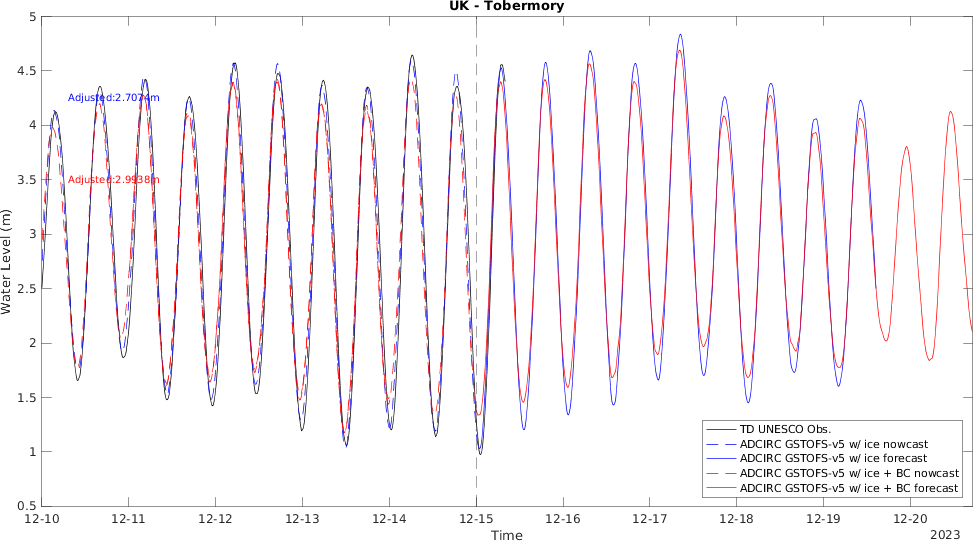 UK - Tobermory
5
4.5
4
3.5
3
2.5
2
1.5
1
0.5
Water Level (m)
Adjusted:2.7074m
Adjusted:2.9938m
TD UNESCO Obs.
ADCIRC GSTOFS-v5 w/ ice nowcast
ADCIRC GSTOFS-v5 w/ ice forecast
ADCIRC GSTOFS-v5 w/ ice + BC nowcast
ADCIRC GSTOFS-v5 w/ ice + BC forecast
12-10 12-11 12-12 12-13 12-14 12-15 12-16 12-17 12-18 12-19 12-20
Time
2023